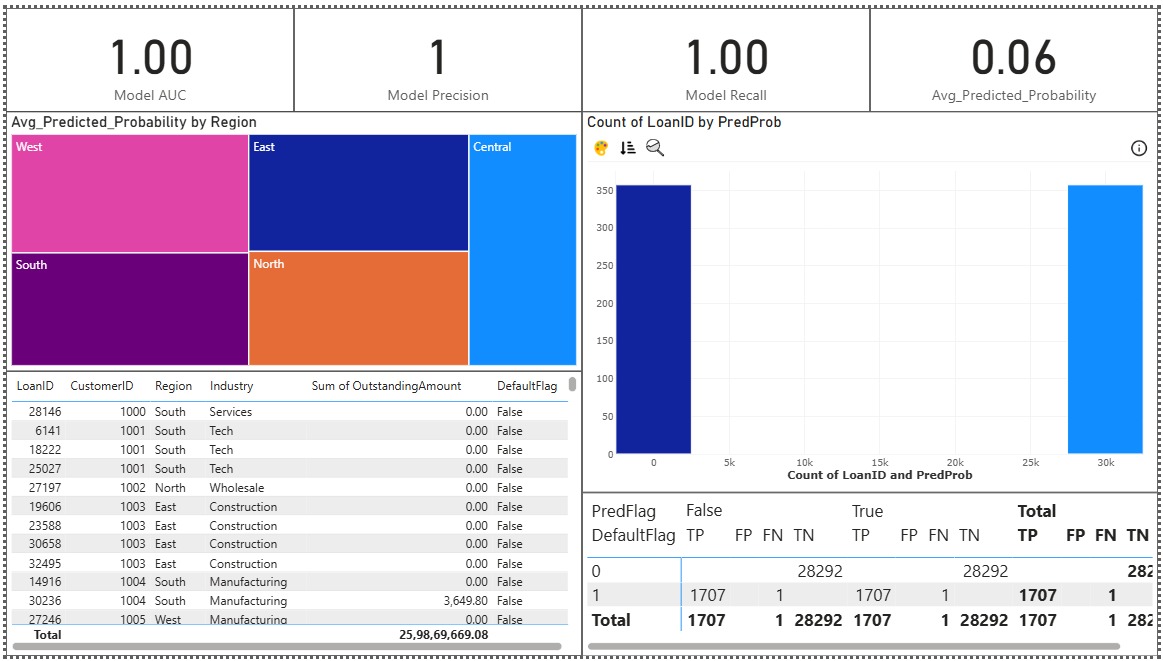 1.00 1 1.00 0.06
Model AUC Model Precision Model Recall Avg_Predicted_Probability
Avg_Predicted_Probability by Region
West East Central
South North
LoanID CustomerID Region Industry Sum of OutstandingAmount DefaultFlag
28146 1000 South Services 0.00 False
6141 1001 South Tech 0.00 False
18222 1001 South Tech 0.00 False
25027 1001 South Tech 0.00 False
27197 1002 North Wholesale 0.00 False
19606 1003 East Construction 0.00 False
23588 1003 East Construction 0.00 False
30658 1003 East Construction 0.00 False
32495 1003 East Construction 0.00 False
14916 1004 South Manufacturing 0.00 False
30236 1004 South Manufacturing 3,649.80 False
27246 1005 West Manufacturing 0.00 False
Total 25,98,69,669.08
Count of LoanID by PredProb
350
300
250
200
150
100
50
0
0 5k 10k 15k 20k 25k 30k
Count of LoanID and PredProb
PredFlag False True Total
DefaultFlag TP FP FN TN TP FP FN TN TP FP FN TN
0 28292 28292 282
1 1707 1 1707 1 1707 1
Total 1707 1 28292 1707 1 28292 1707 1 282